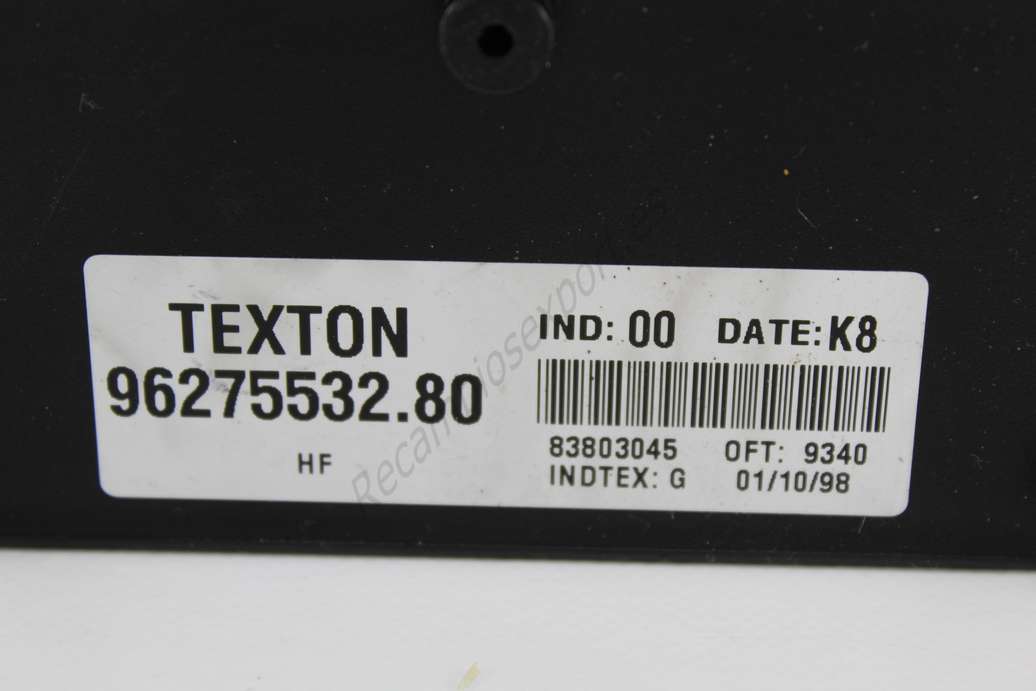 TEXTON
96275532.80
HF
IND: 00 DATE: K8
83803045 OFT: 9340
INDTEX: G 01/10/98